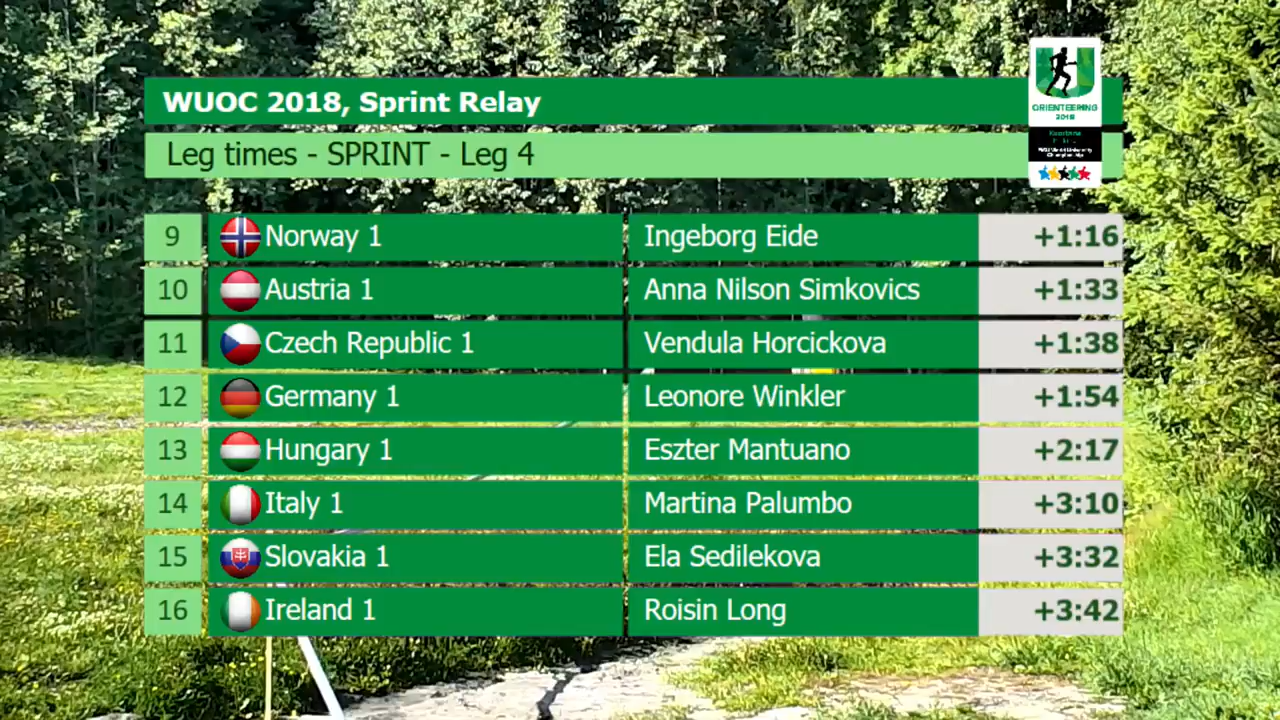 WUOC 2018, Sprint Relay
Leg times - SPRINT - Leg 4
ORIENTEERING
2018
9 Norway 1 Ingeborg Eide +1:16
10 Austria 1 Anna Nilson Simkovics +1:33
11 Czech Republic 1 Vendula Horcickova +1:38
12 Germany 1 Leonore Winkler +1:54
13 Hungary 1 Eszter Mantuano +2:17
14 Italy 1 Martina Palumbo +3:10
15 Slovakia 1 Ela Sedilekova +3:32
16 Ireland 1 Roisin Long +3:42